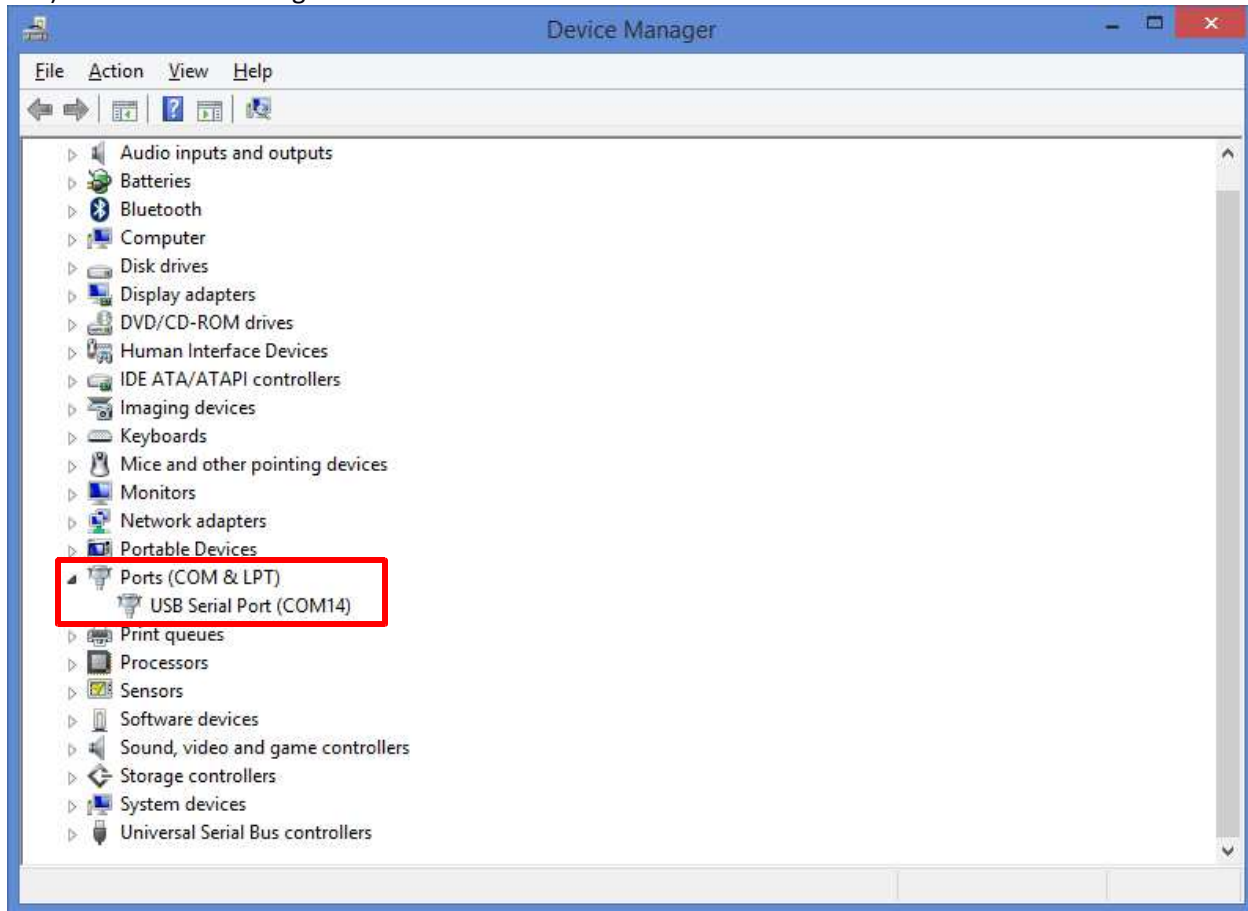 Device Manager
File Action View Help
Audio inputs and outputs
Batteries
Bluetooth
Computer
Disk drives
Display adapters
DVD/CD-ROM drives
Human Interface Devices
IDE ATA/ATAPI controllers
Imaging devices
Keyboards
Mice and other pointing devices
Monitors
Network adapters
Portable Devices
Ports (COM & LPT)
USB Serial Port (COM14)
Print queues
Processors
Sensors
Software devices
Sound, video and game controllers
Storage controllers
System devices
Universal Serial Bus controllers